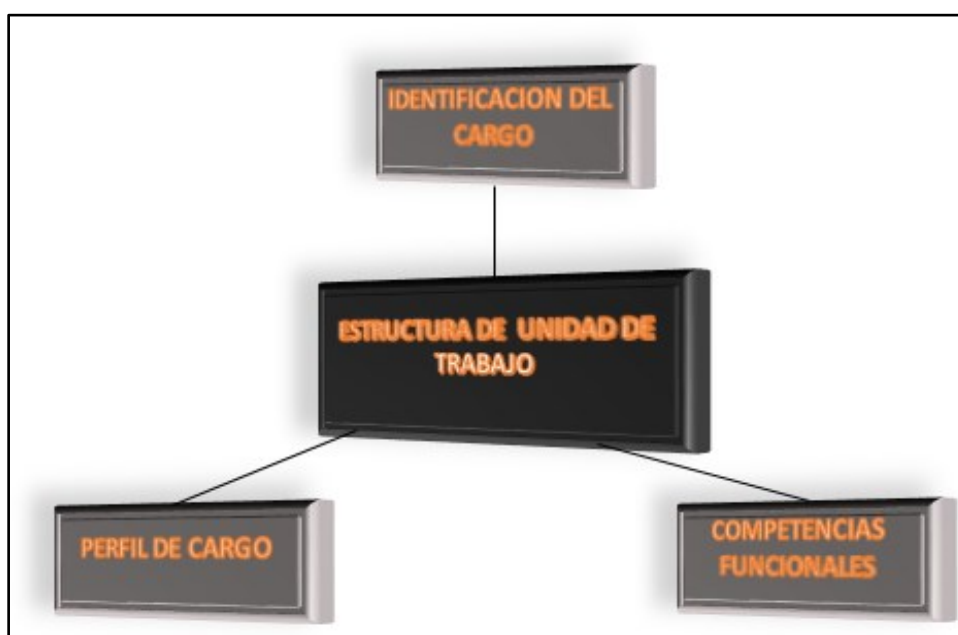 IDENTIFICACION DEL
CARGO
ESTRUCTURA DE UNIDAD DE
TRABAJO
PERFIL DE CARGO
COMPETENCIAS
FUNCIONALES